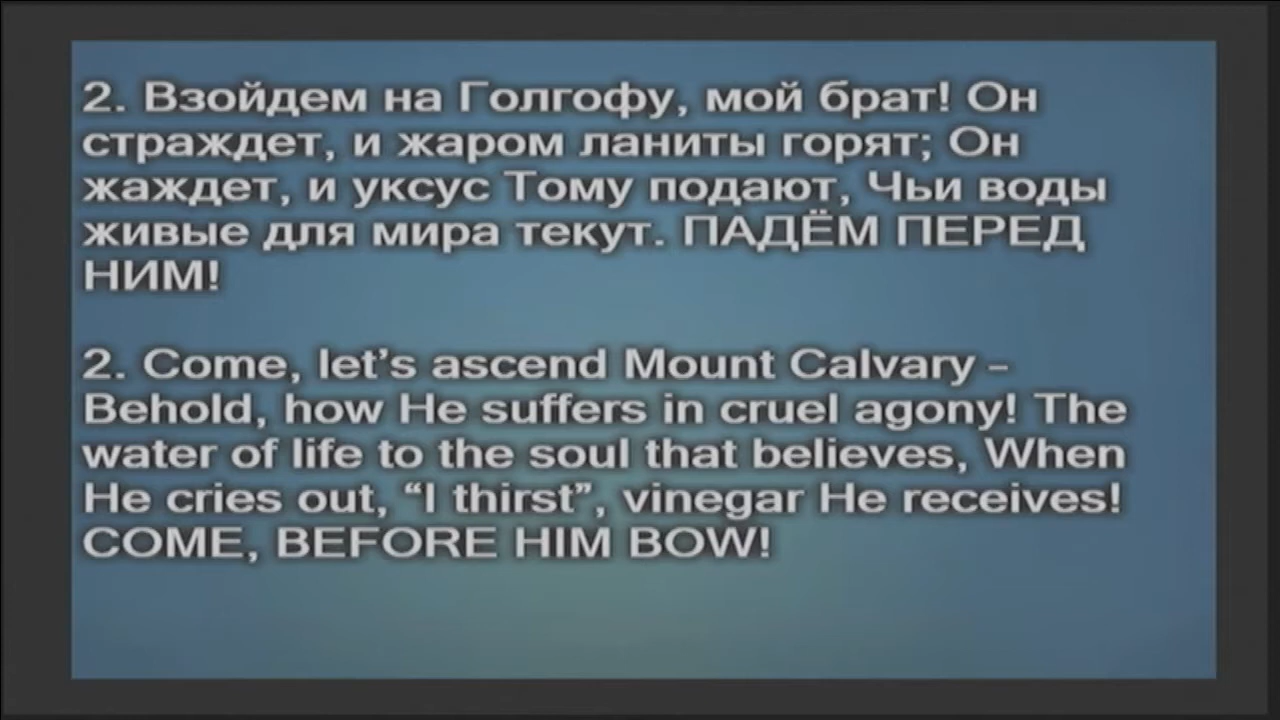 2. Взойдем на Голгофу, мой брат! Он
страждет, и жаром ланиты горят; Он
жаждет, и уксус Тому подают, Чьи воды
живые для мира текут. ПАДЁМ ПЕРЕД
НИМ!
2. Come, let’s ascend Mount Calvary –
Behold, how He suffers in cruel agony! The
water of life to the soul that believes, When
He cries out, “I thirst”, vinegar He receives!
COME, BEFORE HIM BOW!